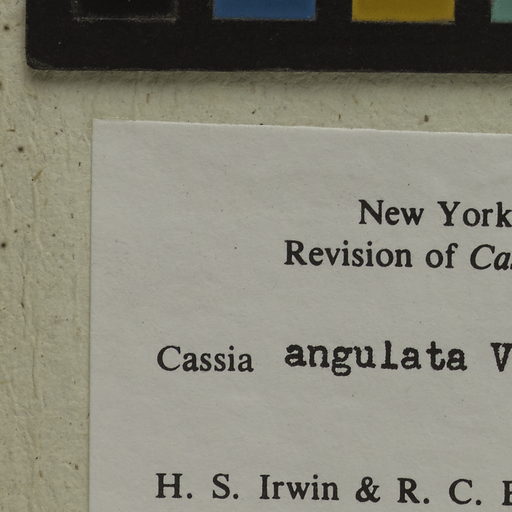 New York
Revision of
Cassia angulata
H. S. Irwin & R. C.